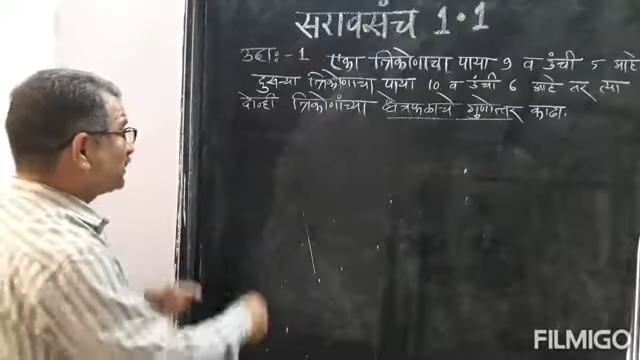 सरावसंच 1.1
उदा:-1 एका त्रिकोणाचा पाया 9 व उंची 5 आहे
दुसऱ्या त्रिकोणाचा पाया 10 व उंची 6 आहे तर त्या
दोन्ही त्रिकोणांच्या क्षेत्रफळाचे गुणोत्तर काढा.
FILMIGO